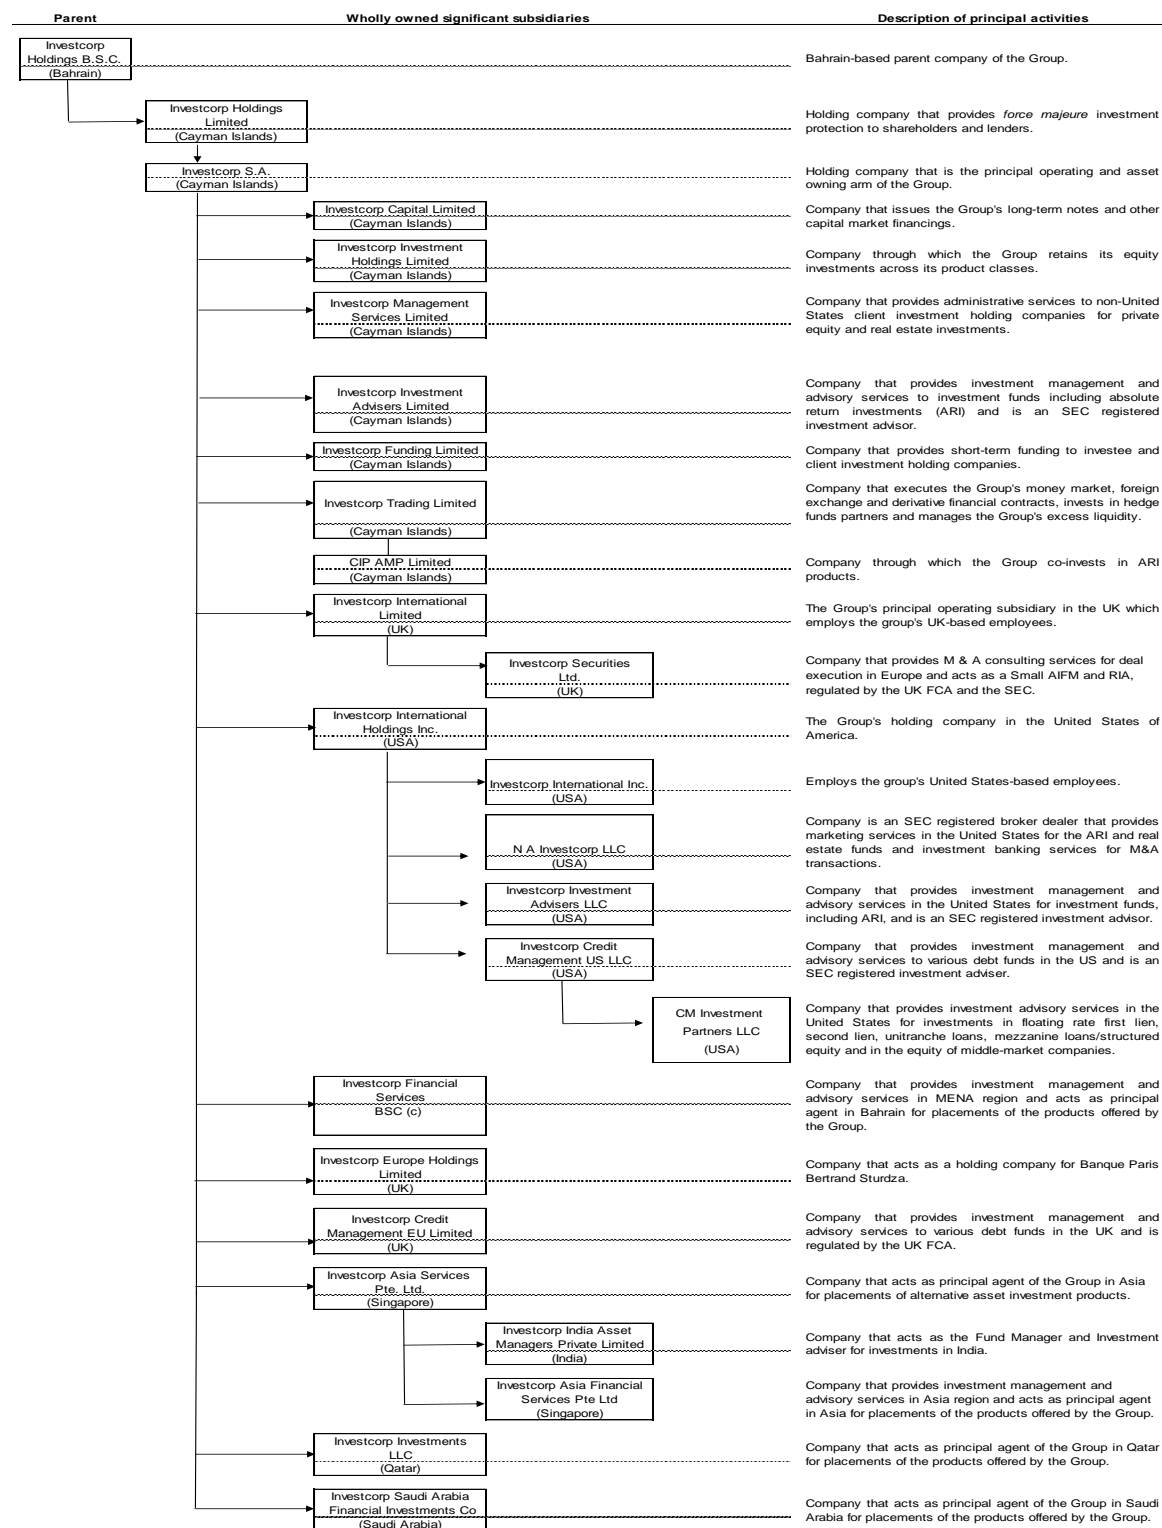 Parent Wholly owned significant subsidiaries Description of principal activities
Investcorp
Holdings B.S.C.
(Bahrain)
Bahrain-based parent company of the Group.
Investcorp Holdings
Limited
(Cayman Islands)
Holding company that provides force majeure investment
protection to shareholders and lenders.
Investcorp S.A.
(Cayman Islands)
Holding company that is the principal operating and asset
owning arm of the Group.
Investcorp Capital Limited
(Cayman Islands)
Company that issues the Group's long-term notes and other
capital market financings.
Investcorp Investment
Holdings Limited
(Cayman Islands)
Company through which the Group retains its equity
investments across its product classes.
Investcorp Management
Services Limited
(Cayman Islands)
Company that provides administrative services to non-United
States client investment holding companies for private
equity and real estate investments.
Investcorp Investment
Advisers Limited
(Cayman Islands)
Company that provides investment management and
advisory services to investment funds including absolute
return investments (ARI) and is an SEC registered
investment advisor.
Investcorp Funding Limited
(Cayman Islands)
Company that provides short-term funding to investee and
client investment holding companies.
Investcorp Trading Limited
(Cayman Islands)
Company that executes the Group's money market, foreign
exchange and derivative financial contracts, invests in hedge
funds partners and manages the Group's excess liquidity.
CIP AMP Limited
(Cayman Islands)
Company through which the Group co-invests in ARI
products.
Investcorp International
Limited
(UK)
The Group's principal operating subsidiary in the UK which
employs the group's UK-based employees.
Investcorp Securities
Ltd.
(UK)
Company that provides M & A consulting services for deal
execution in Europe and acts as a Small AIFM and RIA,
regulated by the UK FCA and the SEC.
Investcorp International
Holdings Inc.
(USA)
The Group's holding company in the United States of
America.
Investcorp International Inc.
(USA)
Employs the group's United States-based employees.
N A Investcorp LLC
(USA)
Company is an SEC registered broker dealer that provides
marketing services in the United States for the ARI and real
estate funds and investment banking services for M&A
transactions.
Investcorp Investment
Advisers LLC
(USA)
Company that provides investment management and
advisory services in the United States for investment funds,
including ARI, and is an SEC registered investment advisor.
Investcorp Credit
Management US LLC
(USA)
Company that provides investment management and
advisory services to various debt funds in the US and is an
SEC registered investment adviser.
CM Investment
Partners LLC
(USA)
Company that provides investment advisory services in the
United States for investments in floating rate first lien,
second lien, unitranche loans, mezzanine loans/structured
equity and in the equity of middle-market companies.
Investcorp Financial
Services
BSC (c)
Company that provides investment management and
advisory services in MENA region and acts as principal
agent in Bahrain for placements of the products offered by
the Group.
Investcorp Europe Holdings
Limited
(UK)
Company that acts as a holding company for Banque Paris
Bertrand Sturdza.
Investcorp Credit
Management EU Limited
(UK)
Company that provides investment management and
advisory services to various debt funds in the UK and is
regulated by the UK FCA.
Investcorp Asia Services
Pte. Ltd.
(Singapore)
Company that acts as principal agent of the Group in Asia
for placements of alternative asset investment products.
Investcorp India Asset
Managers Private Limited
(India)
Company that acts as the Fund Manager and Investment
adviser for investments in India.
Investcorp Asia Financial
Services Pte Ltd
(Singapore)
Company that provides investment management and
advisory services in Asia region and acts as principal agent
in Asia for placements of the products offered by the Group.
Investcorp Investments
LLC
(Qatar)
Company that acts as principal agent of the Group in Qatar
for placements of the products offered by the Group.
Investcorp Saudi Arabia
Financial Investments Co
(Saudi Arabia)
Company that acts as principal agent of the Group in Saudi
Arabia for placements of the products offered by the Group.